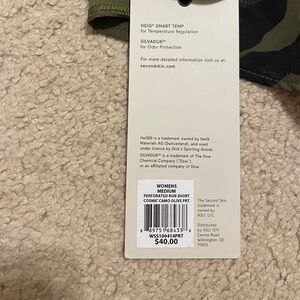 HEIQ® SMART TEMP
for Temperature Regulation
SILVADUR™
for Odor Protection
For more detailed information visit us at:
secondskin.com
HeiQ® is a trademark owned by HeiQ
Materials AG (Switzerland), and used
under license by Dick's Sporting Goods.
SILVADUR™ is a trademark of The Dow
Chemical Company ("Dow")
or an affiliated company of Dow.
WOMENS
MEDIUM
PERFORATED RUN SHORT
COSMIC CAMO OLIVE PRT
WSS100414PRT
$40.00
The Second Skin
trademark is
owned by
ASLI, LLC.
Distributed
by ASLI, 1011
Centre Road
Wilmington, DE
19805